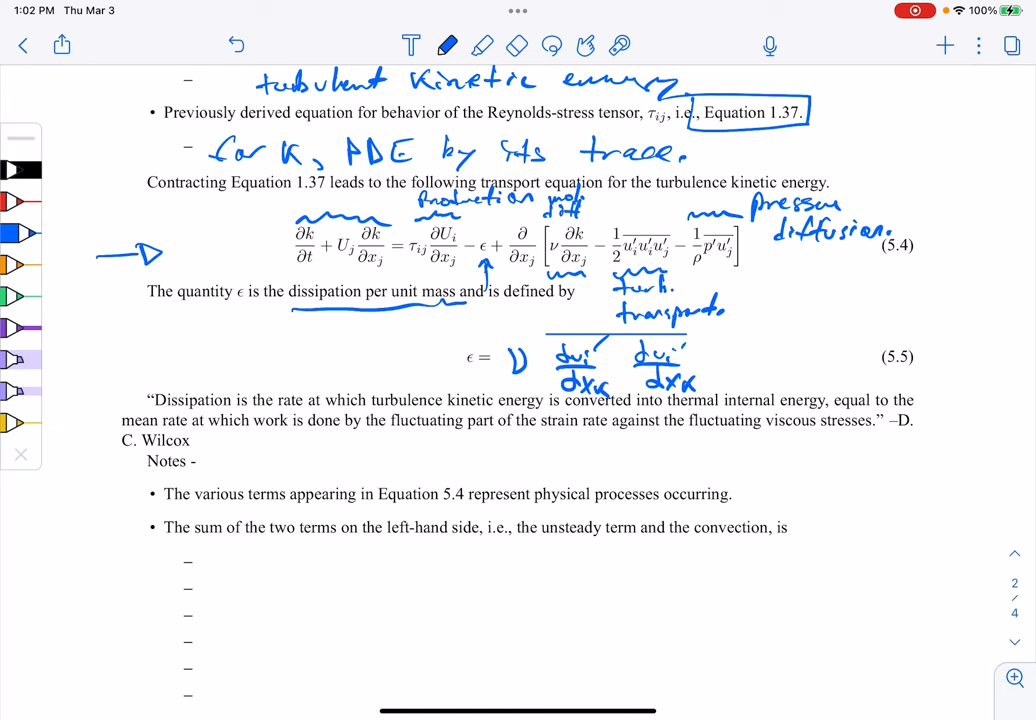 1:02 PM Thu Mar 3
100%
– turbulent kinetic energy.
• Previously derived equation for behavior of the Reynolds-stress tensor, τij, i.e., Equation 1.37.
– for K, PDE by its trace.
Contracting Equation 1.37 leads to the following transport equation for the turbulence kinetic energy.
Production mol. diff pressure diffusion.
∂k/∂t + Uj ∂k/∂xj = τij ∂Ui/∂xj − ϵ + ∂/∂xj [ν ∂k/∂xj − 1/2 u′iu′iu′j − 1/ρ p′u′j] (5.4)
The quantity ϵ is the dissipation per unit mass and is defined by
turb. transport.
ϵ = ν dui′/dxk dui′/dxk (5.5)
“Dissipation is the rate at which turbulence kinetic energy is converted into thermal internal energy, equal to the
mean rate at which work is done by the fluctuating part of the strain rate against the fluctuating viscous stresses.” –D.
C. Wilcox
Notes -
• The various terms appearing in Equation 5.4 represent physical processes occurring.
• The sum of the two terms on the left-hand side, i.e., the unsteady term and the convection, is
–
–
–
–
–
–
2
/
4